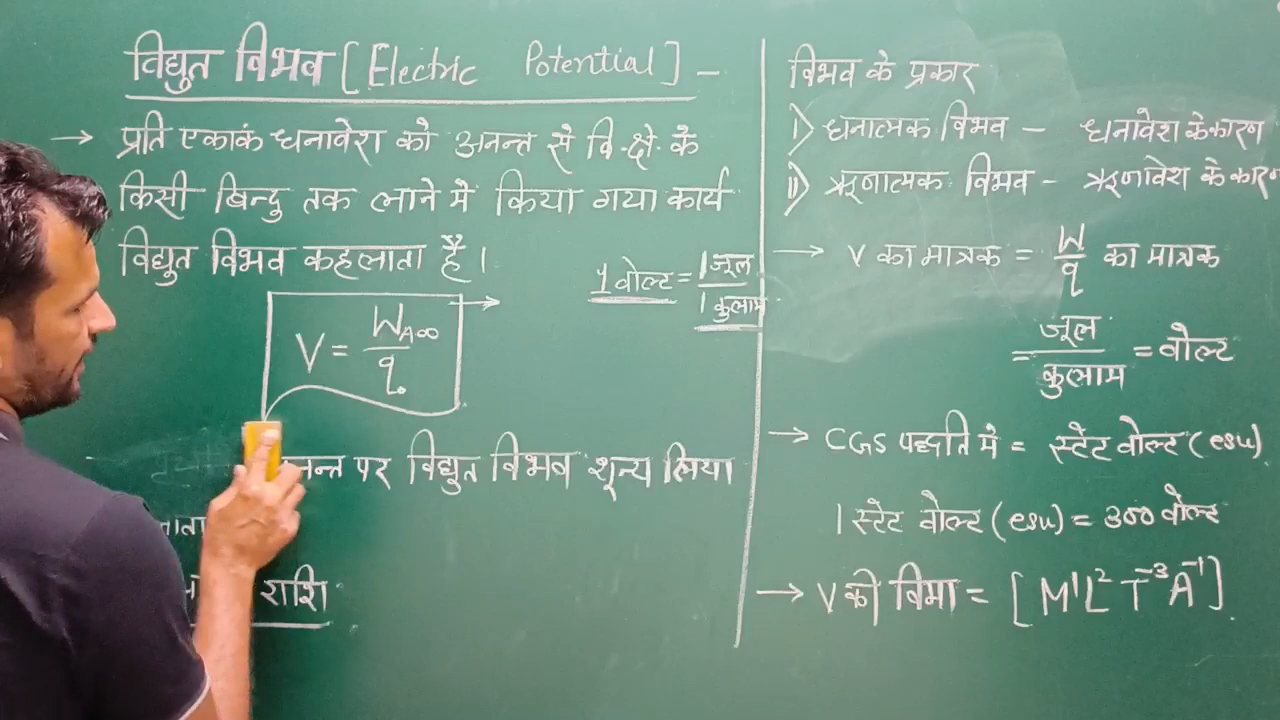 विद्युत विभव [Electric Potential] -
→ प्रति एकाकं धनावेश को अनन्त से वि.क्षे. के
किसी बिन्दु तक लाने में किया गया कार्य
विद्युत विभव कहलाता है।
1 वोल्ट = 1 जूल / 1 कुलाम
V = W_A∞ / q₀
अनन्त पर विद्युत विभव शून्य लिया
राशि
विभव के प्रकार
i) धनात्मक विभव - धनावेश के कारण
ii) ऋणात्मक विभव - ऋणावेश के कारण
→ V का मात्रक = W/q का मात्रक
= जूल / कुलाम = वोल्ट
→ CGS पद्धति में = स्टेट वोल्ट (esu)
1 स्टेट वोल्ट (esu) = 300 वोल्ट
→ V की विमा = [M¹L²T⁻³A⁻¹]